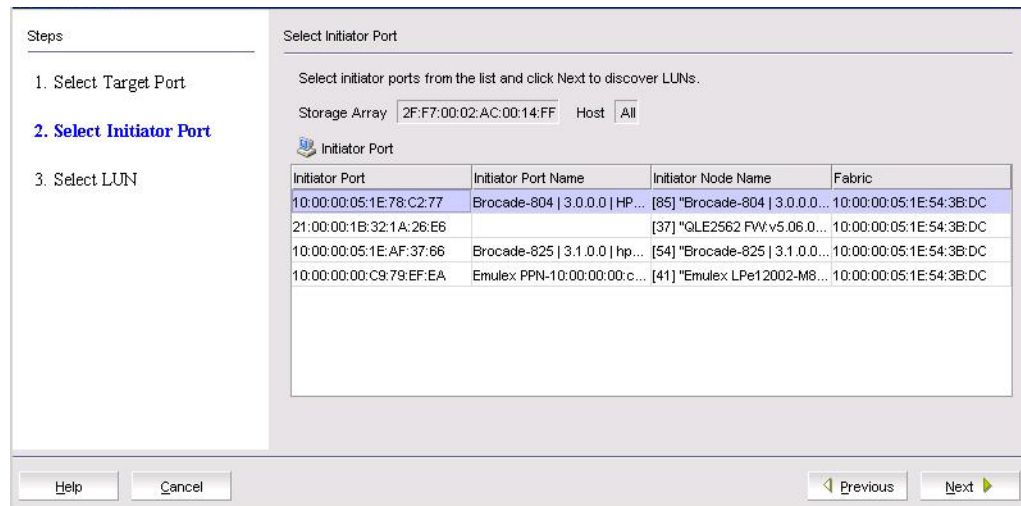 Steps
1. Select Target Port
2. Select Initiator Port
3. Select LUN
Select Initiator Port
Select initiator ports from the list and click Next to discover LUNs.
Storage Array 2F:F7:00:02:AC:00:14:FF Host All
Initiator Port
Initiator Port Initiator Port Name Initiator Node Name Fabric
10:00:00:05:1E:78:C2:77 Brocade-804 | 3.0.0.0 | HP... [85] "Brocade-804 | 3.0.0.0... 10:00:00:05:1E:54:3B:DC
21:00:00:1B:32:1A:26:E6 [37] "QLE2562 FW:v5.06.0... 10:00:00:05:1E:54:3B:DC
10:00:00:05:1E:AF:37:66 Brocade-825 | 3.1.0.0 | hp... [54] "Brocade-825 | 3.1.0.0... 10:00:00:05:1E:54:3B:DC
10:00:00:00:C9:79:EF:EA Emulex PPN-10:00:00:00:c... [41] "Emulex LPe12002-M8... 10:00:00:05:1E:54:3B:DC
Help Cancel Previous Next